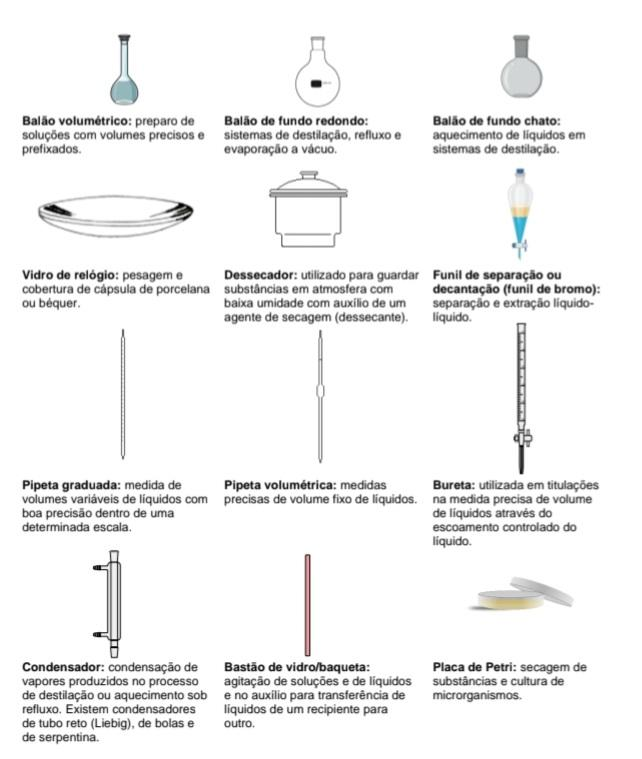 Balão volumétrico: preparo de
soluções com volumes precisos e
prefixados.
Balão de fundo redondo:
sistemas de destilação, refluxo e
evaporação a vácuo.
Balão de fundo chato:
aquecimento de líquidos em
sistemas de destilação.
Vidro de relógio: pesagem e
cobertura de cápsula de porcelana
ou béquer.
Dessecador: utilizado para guardar
substâncias em atmosfera com
baixa umidade com auxílio de um
agente de secagem (dessecante).
Funil de separação ou
decantação (funil de bromo):
separação e extração líquido-
líquido.
Pipeta graduada: medida de
volumes variáveis de líquidos com
boa precisão dentro de uma
determinada escala.
Pipeta volumétrica: medidas
precisas de volume fixo de líquidos.
Bureta: utilizada em titulações
na medida precisa de volume
de líquidos através do
escoamento controlado do
líquido.
Condensador: condensação de
vapores produzidos no processo
de destilação ou aquecimento sob
refluxo. Existem condensadores
de tubo reto (Liebig), de bolas e
de serpentina.
Bastão de vidro/baqueta:
agitação de soluções e de líquidos
e no auxílio para transferência de
líquidos de um recipiente para
outro.
Placa de Petri: secagem de
substâncias e cultura de
microrganismos.